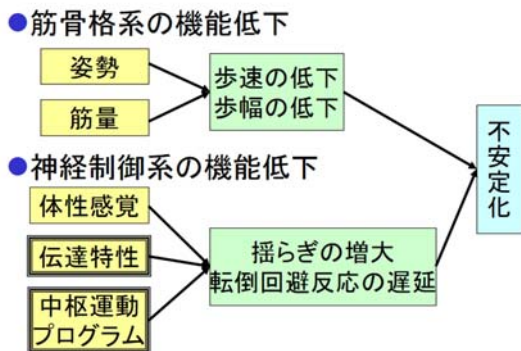 ●筋骨格系の機能低下
姿勢
筋量
歩速の低下
歩幅の低下
●神経制御系の機能低下
体性感覚
伝達特性
中枢運動
プログラム
揺らぎの増大
転倒回避反応の遅延
不安定化